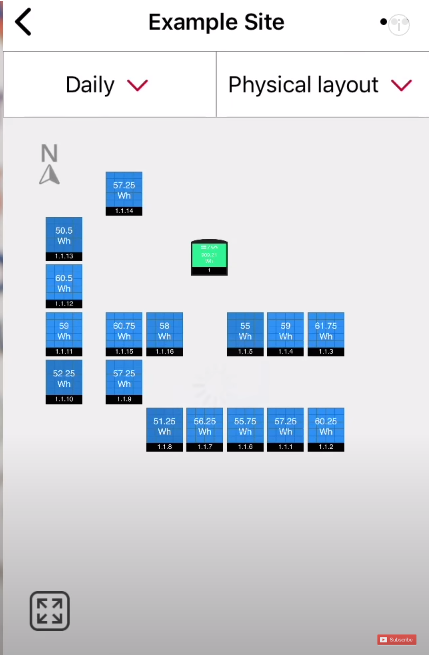 Example Site
Daily
Physical layout
N
57.25
Wh
1.1.14
50.5
Wh
1.1.13
60.5
Wh
1.1.12
59
Wh
1.1.11
60.75
Wh
1.1.15
58
Wh
1.1.16
55
Wh
1.1.5
59
Wh
1.1.4
61.75
Wh
1.1.3
52.25
Wh
1.1.10
57.25
Wh
1.1.9
51.25
Wh
1.1.8
56.25
Wh
1.1.7
55.75
Wh
1.1.6
57.25
Wh
1.1.1
60.25
Wh
1.1.2
Wh
1
Subscribe